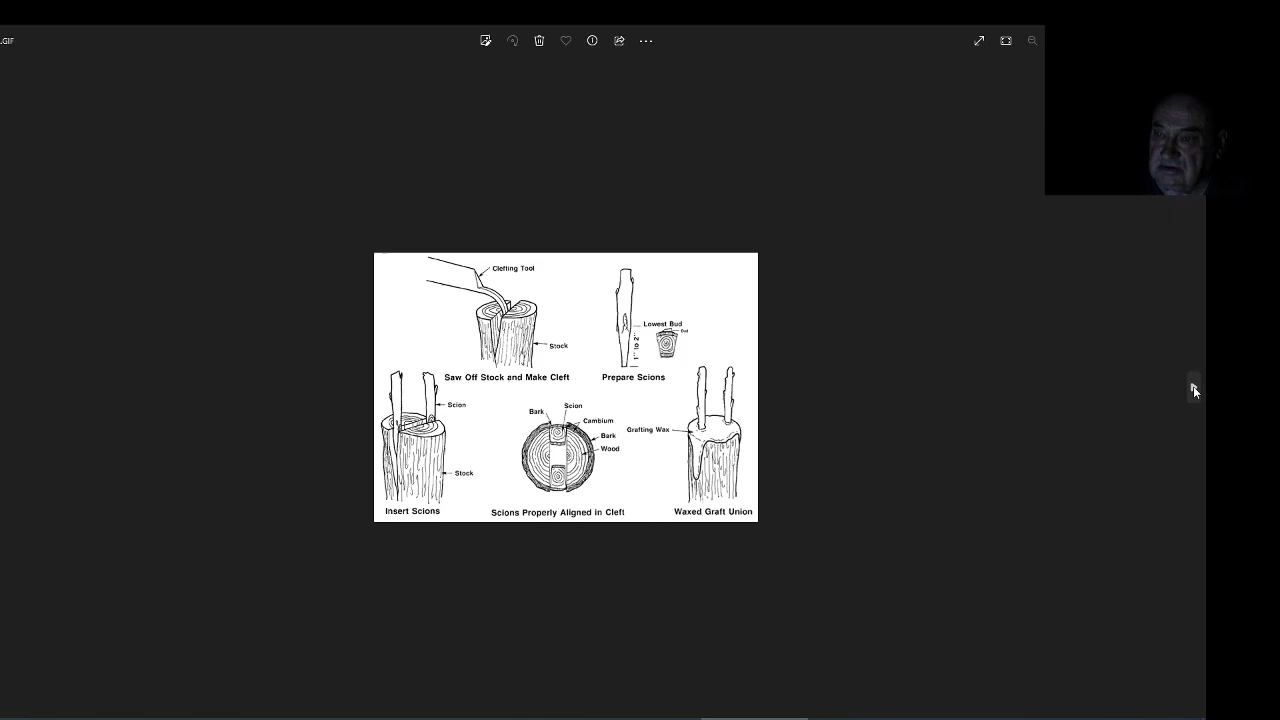 .GIF
Clefting Tool
Stock
Saw Off Stock and Make Cleft
Lowest Bud
Bud
1" to 2"
Prepare Scions
Scion
Stock
Insert Scions
Bark
Scion
Cambium
Bark
Wood
Scions Properly Aligned in Cleft
Grafting Wax
Waxed Graft Union